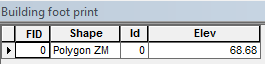 Building foot print
FID Shape Id Elev
0 Polygon ZM 0 68.68